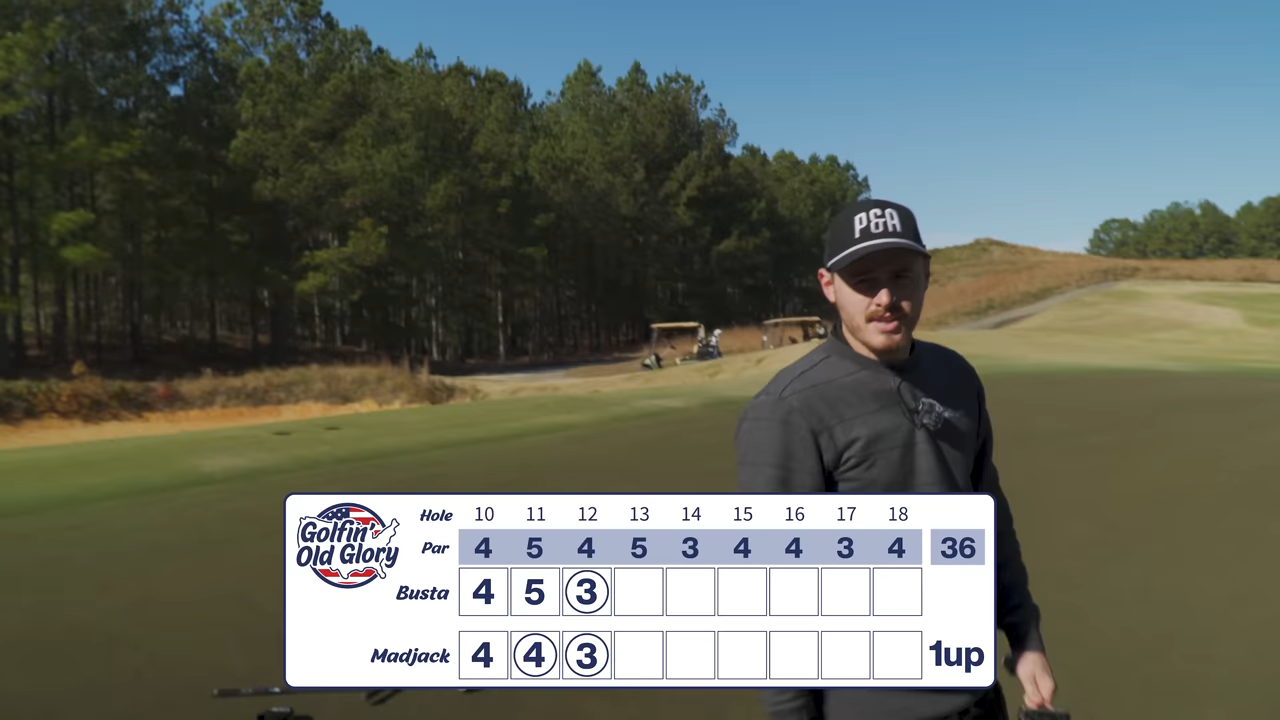 P&A
Golfin'
Old Glory
Hole 10 11 12 13 14 15 16 17 18
Par 4 5 4 5 3 4 4 3 4 36
Busta 4 5 3
Madjack 4 4 3 1up